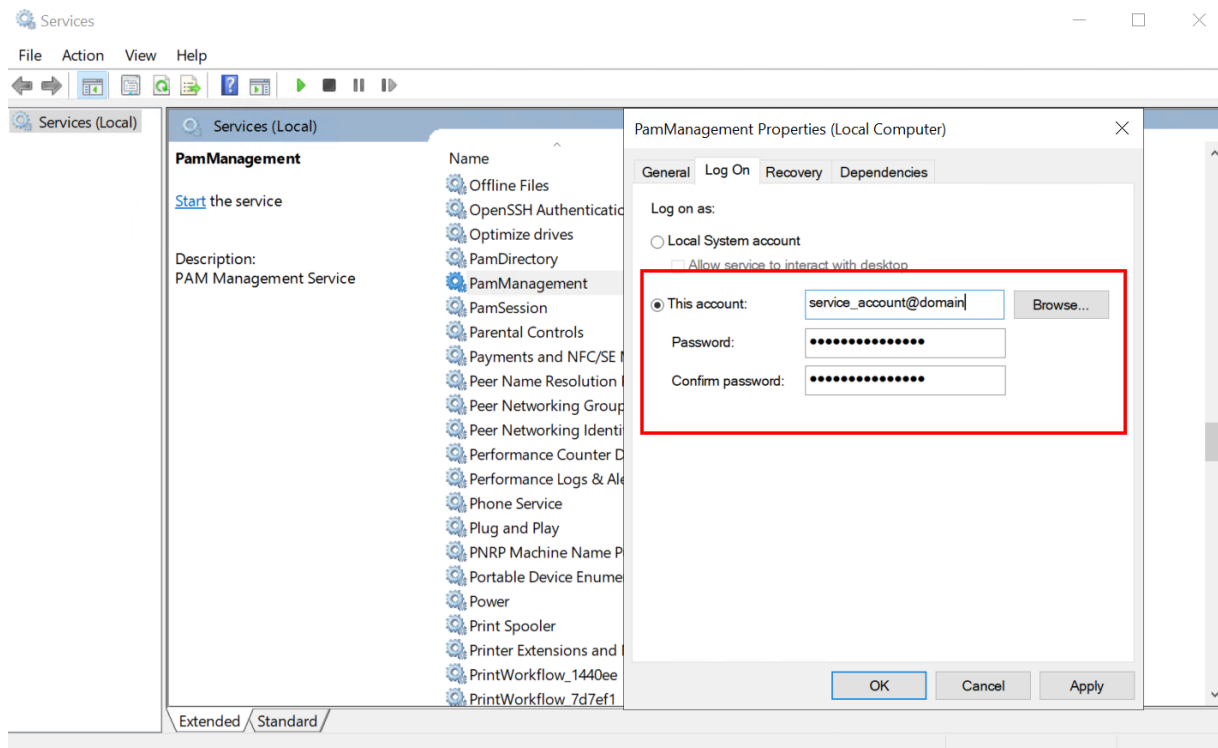 Services
File Action View Help
Services (Local)
Services (Local)
PamManagement
Start the service
Description:
PAM Management Service
Name
Offline Files
OpenSSH
Optimize drives
PamDirectory
PamManagement
PamSession
Parental Controls
Payments and NFC/SE
Peer Name Resolution
Peer Networking Group
Peer Networking
Performance Counter
Performance Logs &
Phone Service
Plug and Play
PNRP Machine Name
Portable Device
Power
Print Spooler
Printer Extensions and
PrintWorkflow_1440ee
PrintWorkflow_7d7ef1
Extended Standard
PamManagement Properties (Local Computer)
General Log On Recovery Dependencies
Log on as:
Local System account
Allow service to interact with desktop
This account: service_account@domain Browse...
Password: •••••••••••••••
Confirm password: •••••••••••••••
OK Cancel Apply